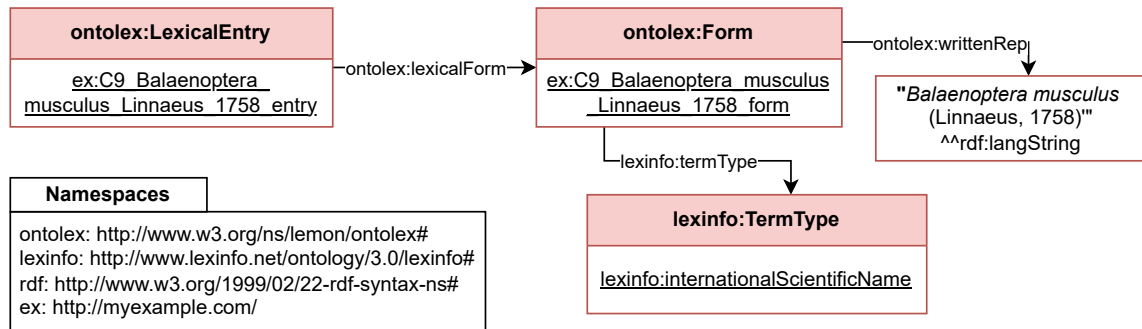 ontolex:LexicalEntry
ex:C9_Balaenoptera_
musculus_Linnaeus_1758_entry
ontolex:lexicalForm
ontolex:Form
ex:C9_Balaenoptera_musculus
_Linnaeus_1758_form
ontolex:writtenRep
"Balaenoptera musculus
(Linnaeus, 1758)'"
^^rdf:langString
lexinfo:termType
lexinfo:TermType
lexinfo:internationalScientificName
Namespaces
ontolex: http://www.w3.org/ns/lemon/ontolex#
lexinfo: http://www.lexinfo.net/ontology/3.0/lexinfo#
rdf: http://www.w3.org/1999/02/22-rdf-syntax-ns#
ex: http://myexample.com/